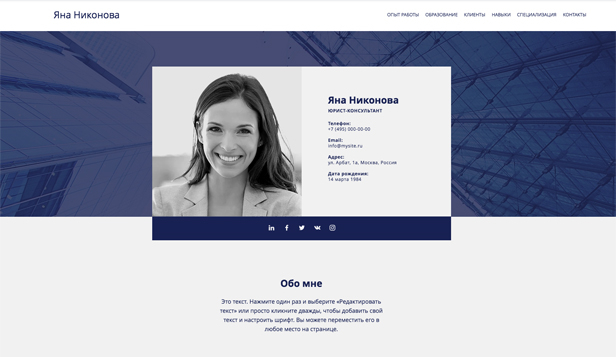 Яна Никонова
ОПЫТ РАБОТЫ ОБРАЗОВАНИЕ КЛИЕНТЫ НАВЫКИ СПЕЦИАЛИЗАЦИЯ КОНТАКТЫ
Яна Никонова
ЮРИСТ-КОНСУЛЬТАНТ
Телефон:
+7 (495) 000-00-00
Email:
info@mysite.ru
Адрес:
ул. Арбат, 1а, Москва, Россия
Дата рождения:
14 марта 1984
Обо мне
Это текст. Нажмите один раз и выберите «Редактировать
текст» или просто кликните дважды, чтобы добавить свой
текст и настроить шрифт. Вы можете переместить его в
любое место на странице.